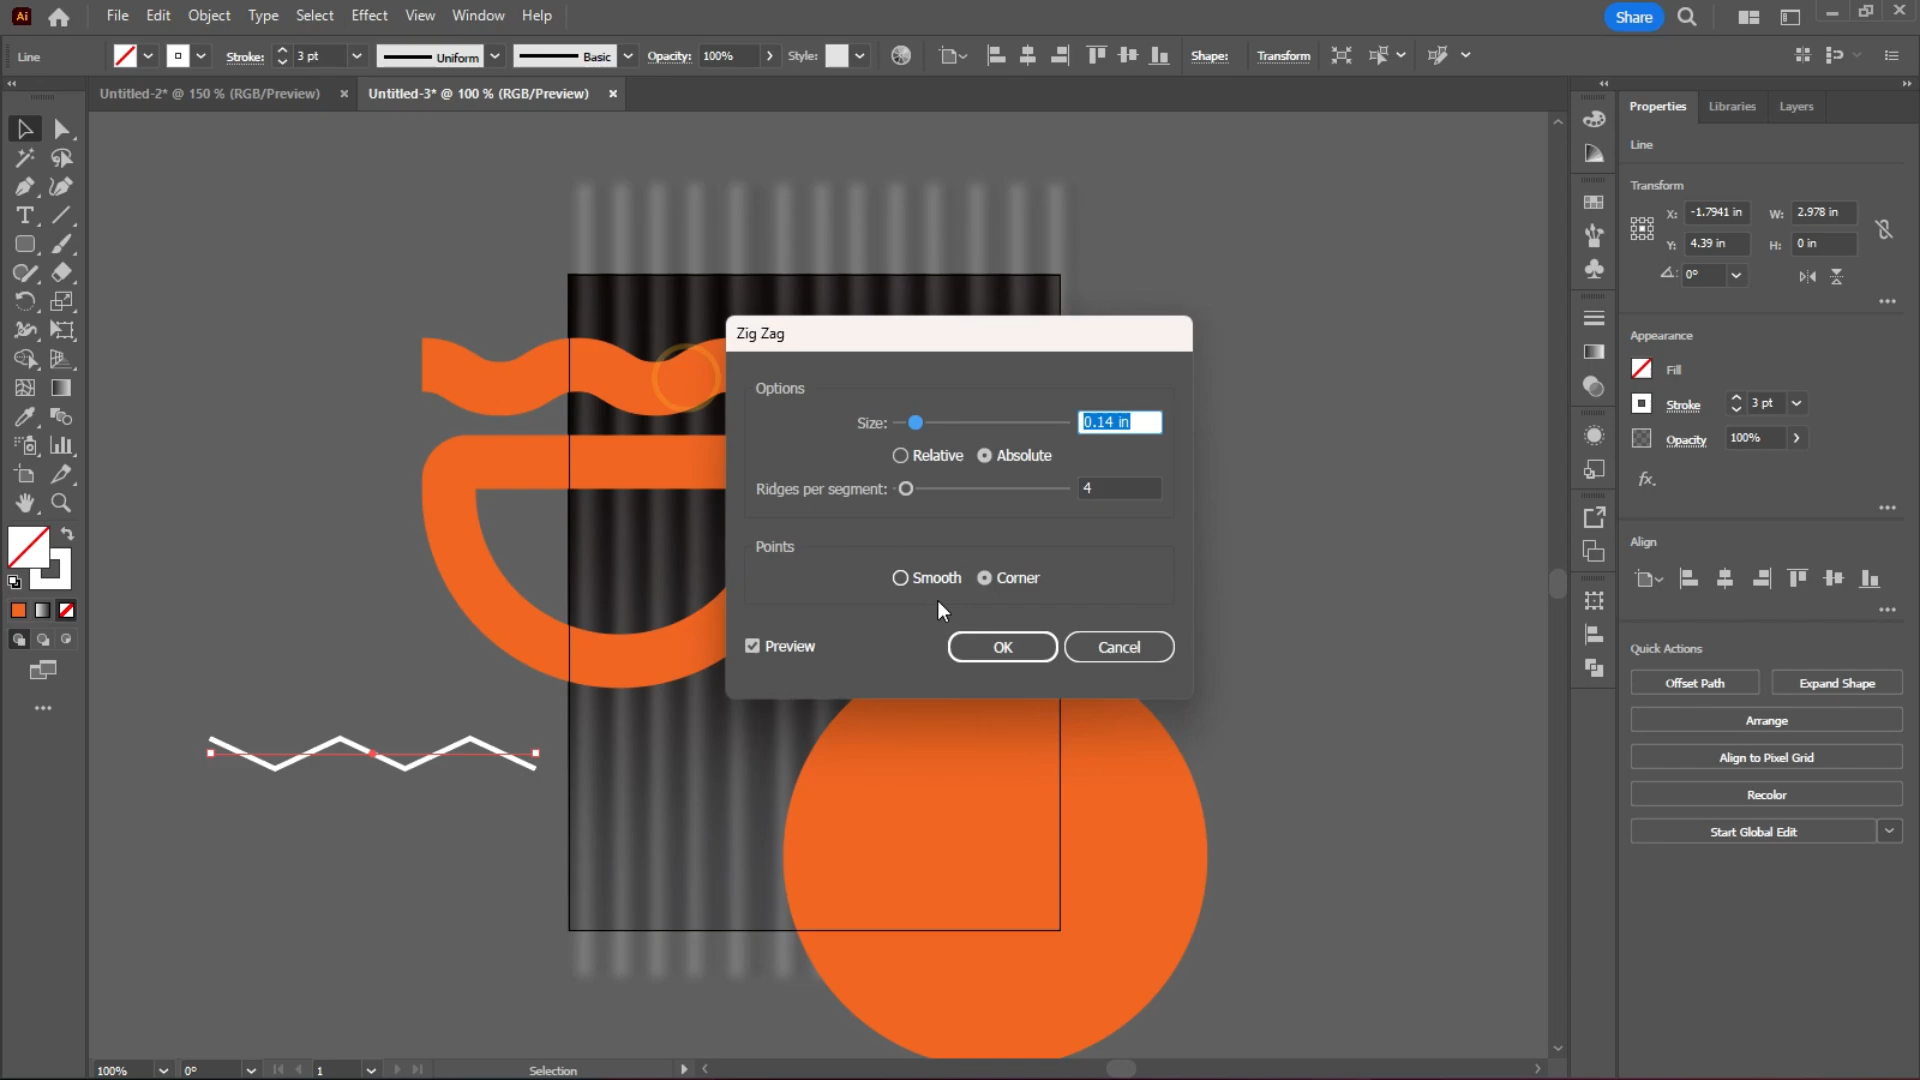 Ai File Edit Object Type Select Effect View Window Help Share
Line Stroke: 3 pt Uniform Basic Opacity: 100% Style: Shape: Transform
Untitled-2* @ 150 % (RGB/Preview) × Untitled-3* @ 100 % (RGB/Preview) ×
Properties Libraries Layers
Line
Transform
X: -1.7941 in W: 2.978 in
Y: 4.39 in H: 0 in
0°
Appearance
Fill
Stroke 3 pt
Opacity 100%
fx.
Align
Quick Actions
Offset Path Expand Shape
Arrange
Align to Pixel Grid
Recolor
Start Global Edit
Zig Zag
Options
Size: 0.14 in
Relative Absolute
Ridges per segment: 4
Points
Smooth Corner
Preview OK Cancel
100% 0° 1 Selection